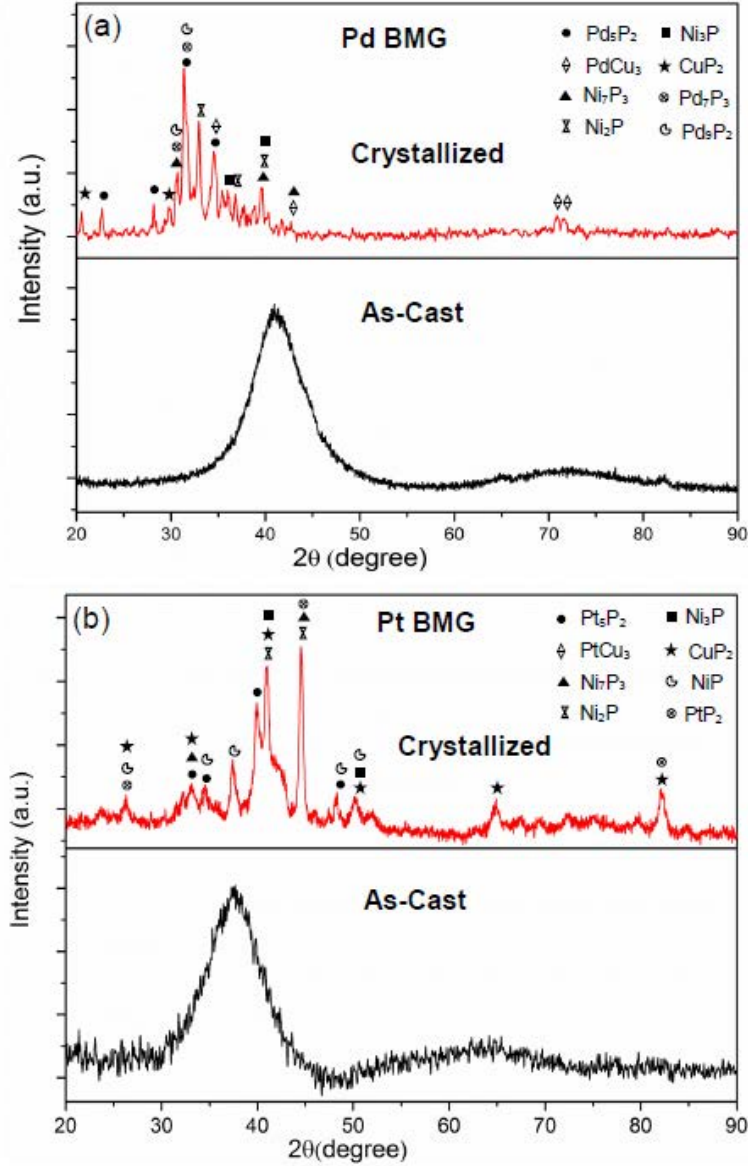 (a)
Pd BMG
● Pd₅P₂
■ Ni₃P
PdCu₃
★ CuP₂
▲ Ni₇P₃
⊗ Pd₇P₃
Ni₂P
Pd₉P₂
Crystallized
As-Cast
Intensity (a.u.)
20 30 40 50 60 70 80 90
2θ (degree)
(b)
Pt BMG
● Pt₅P₂
■ Ni₃P
PtCu₃
★ CuP₂
▲ Ni₇P₃
NiP
Ni₂P
⊗ PtP₂
Crystallized
As-Cast
Intensity (a.u.)
20 30 40 50 60 70 80 90
2θ(degree)